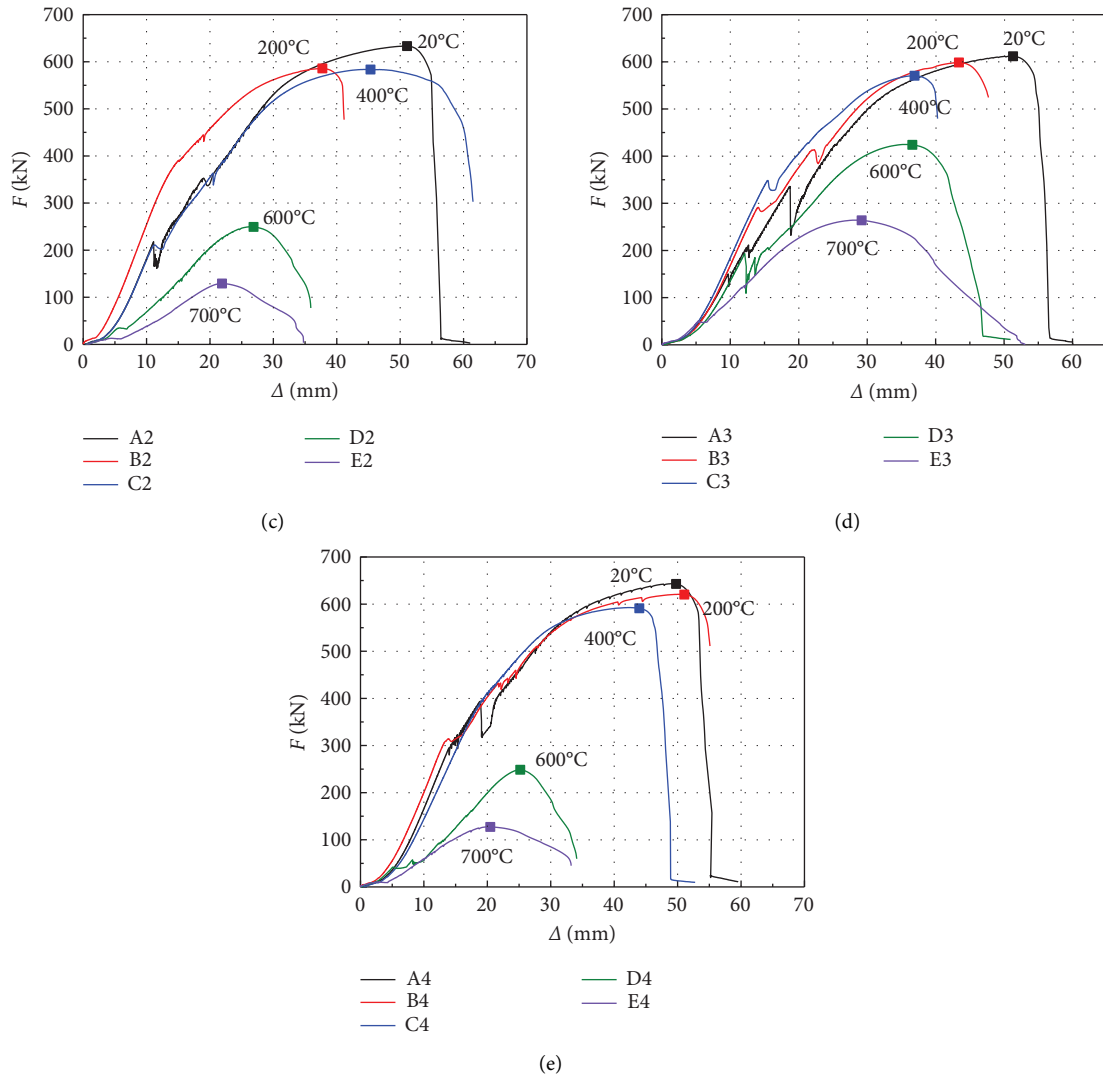 700
600
500
400
300
200
100
0
F (kN)
200°C
20°C
400°C
600°C
700°C
0 10 20 30 40 50 60 70
Δ (mm)
A2 D2
B2 E2
C2
(c)
700
600
500
400
300
200
100
0
F (kN)
200°C
20°C
400°C
600°C
700°C
0 10 20 30 40 50 60
Δ (mm)
A3 D3
B3 E3
C3
(d)
700
600
500
400
300
200
100
0
F (kN)
20°C
200°C
400°C
600°C
700°C
0 10 20 30 40 50 60 70
Δ (mm)
A4 D4
B4 E4
C4
(e)